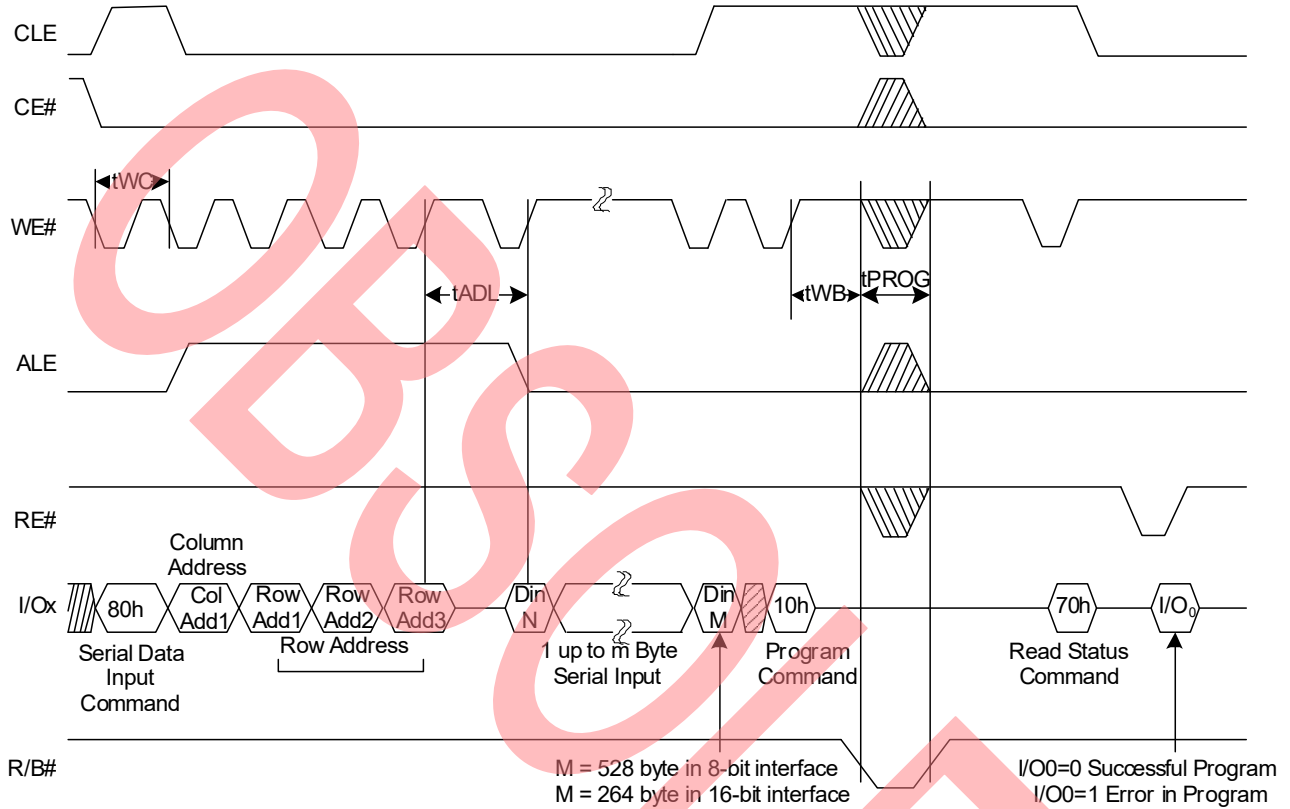 CLE
CE#
tWC
WE#
tADL
tWB
tPROG
ALE
RE#
Column
Address
I/Ox
80h
Col
Add1
Row
Add1
Row
Add2
Row
Add3
Din
N
Din
M
10h
70h
I/O0
Serial Data
Input
Command
Row Address
1 up to m Byte
Serial Input
Program
Command
Read Status
Command
R/B#
M = 528 byte in 8-bit interface
M = 264 byte in 16-bit interface
I/O0=0 Successful Program
I/O0=1 Error in Program